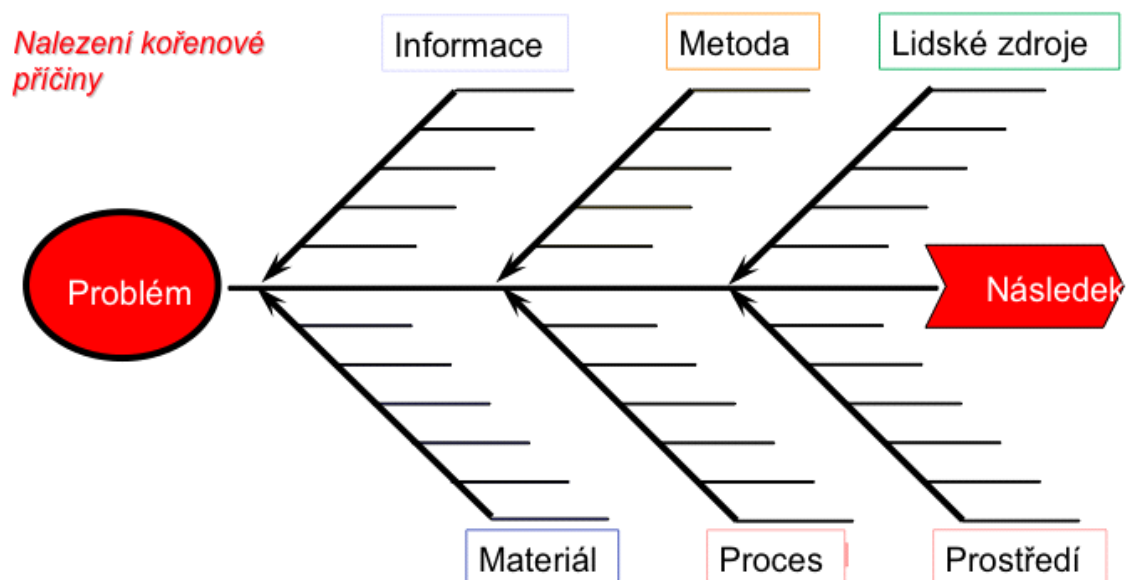 Nalezení kořenové
příčiny
Informace
Metoda
Lidské zdroje
Problém
Následek
Materiál
Proces
Prostředí